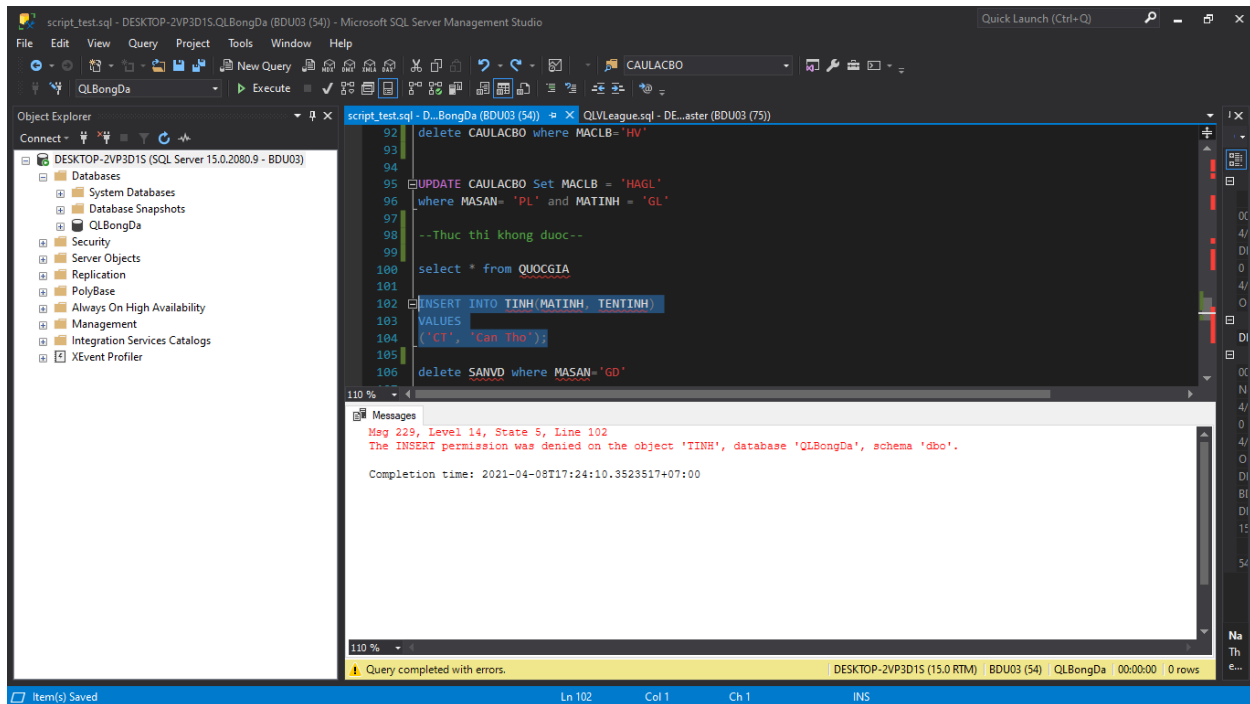 script_test.sql - DESKTOP-2VP3D1S.QLBongDa (BDU03 (54)) - Microsoft SQL Server Management Studio
Quick Launch (Ctrl+Q)
File Edit View Query Project Tools Window Help
New Query
MDX DMX XMLA DAX
CAULACBO
QLBongDa
Execute
Object Explorer
script_test.sql - D...BongDa (BDU03 (54))
QLVLeague.sql - DE...aster (BDU03 (75))
Connect
DESKTOP-2VP3D1S (SQL Server 15.0.2080.9 - BDU03)
Databases
System Databases
Database Snapshots
QLBongDa
Security
Server Objects
Replication
PolyBase
Always On High Availability
Management
Integration Services Catalogs
XEvent Profiler
92 delete CAULACBO where MACLB='HV'
93
94
95 UPDATE CAULACBO Set MACLB = 'HAGL'
96 where MASAN= 'PL' and MATINH = 'GL'
97
98 --Thuc thi khong duoc--
99
100 select * from QUOCGIA
101
102 INSERT INTO TINH(MATINH, TENTINH)
103 VALUES
104 ('CT', 'Can Tho');
105
106 delete SANVD where MASAN='GD'
110 %
Messages
Msg 229, Level 14, State 5, Line 102
The INSERT permission was denied on the object 'TINH', database 'QLBongDa', schema 'dbo'.
Completion time: 2021-04-08T17:24:10.3523517+07:00
110 %
Query completed with errors.
DESKTOP-2VP3D1S (15.0 RTM) BDU03 (54) QLBongDa 00:00:00 0 rows
Na
Th
e...
Item(s) Saved
Ln 102
Col 1
Ch 1
INS